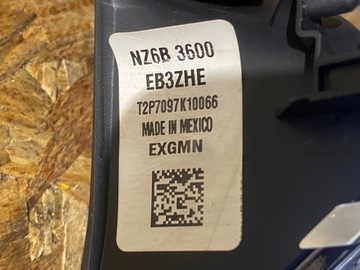 NZ6B 3600
EB3ZHE
T2P7097K10066
MADE IN MEXICO
EXGMN